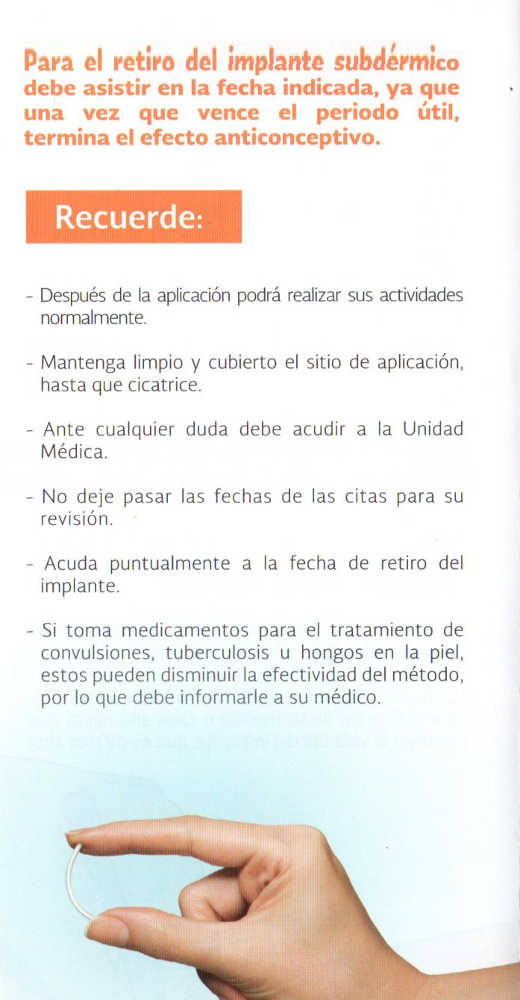 Para el retiro del implante subdérmico
debe asistir en la fecha indicada, ya que
una vez que vence el periodo útil,
termina el efecto anticonceptivo.
Recuerde:
- Después de la aplicación podrá realizar sus actividades
normalmente.
- Mantenga limpio y cubierto el sitio de aplicación,
hasta que cicatrice.
- Ante cualquier duda debe acudir a la Unidad
Médica.
- No deje pasar las fechas de las citas para su
revisión.
- Acuda puntualmente a la fecha de retiro del
implante.
- Si toma medicamentos para el tratamiento de
convulsiones, tuberculosis u hongos en la piel,
estos pueden disminuir la efectividad del método,
por lo que debe informarle a su médico.